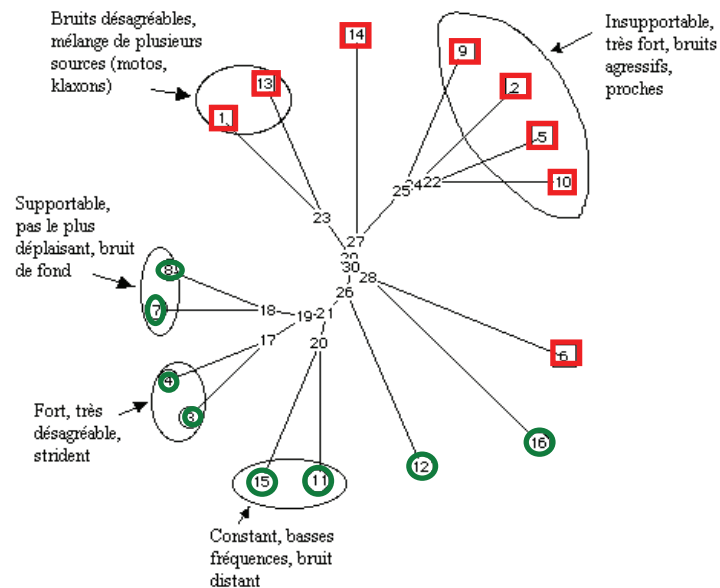 Bruits désagréables,
mélange de plusieurs
sources (motos,
klaxons)
14
Insupportable,
très fort, bruits
agressifs,
proches
9
13
2
1
5
10
25 24 22
23
27
Supportable,
pas le plus
déplaisant, bruit
de fond
8
30
28
26
7
18
19
21
17
20
6
4
3
Fort, très
désagréable,
strident
16
12
15
11
Constant, basses
fréquences, bruit
distant